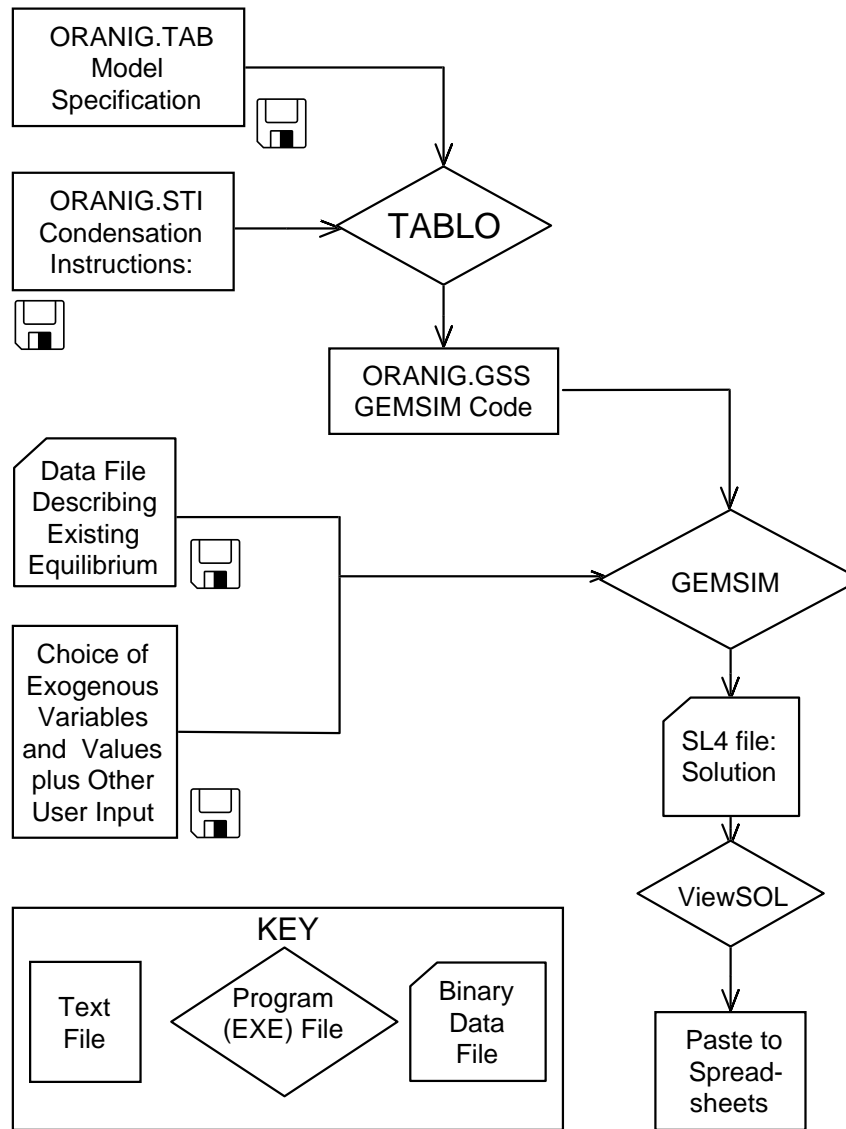 ORANIG.TAB
Model
Specification
ORANIG.STI
Condensation
Instructions:
TABLO
ORANIG.GSS
GEMSIM Code
Data File
Describing
Existing
Equilibrium
GEMSIM
Choice of
Exogenous
Variables
and Values
plus Other
User Input
SL4 file:
Solution
ViewSOL
Paste to
Spread-
sheets
KEY
Text
File
Program
(EXE) File
Binary
Data
File